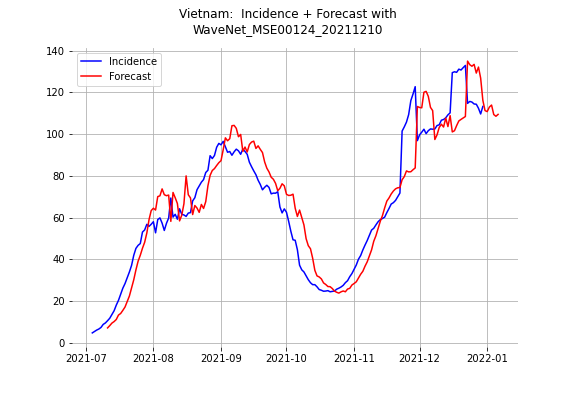 Vietnam:  Incidence + Forecast with
WaveNet_MSE00124_20211210
Incidence
Forecast
140
120
100
80
60
40
20
0
2021-07 2021-08 2021-09 2021-10 2021-11 2021-12 2022-01